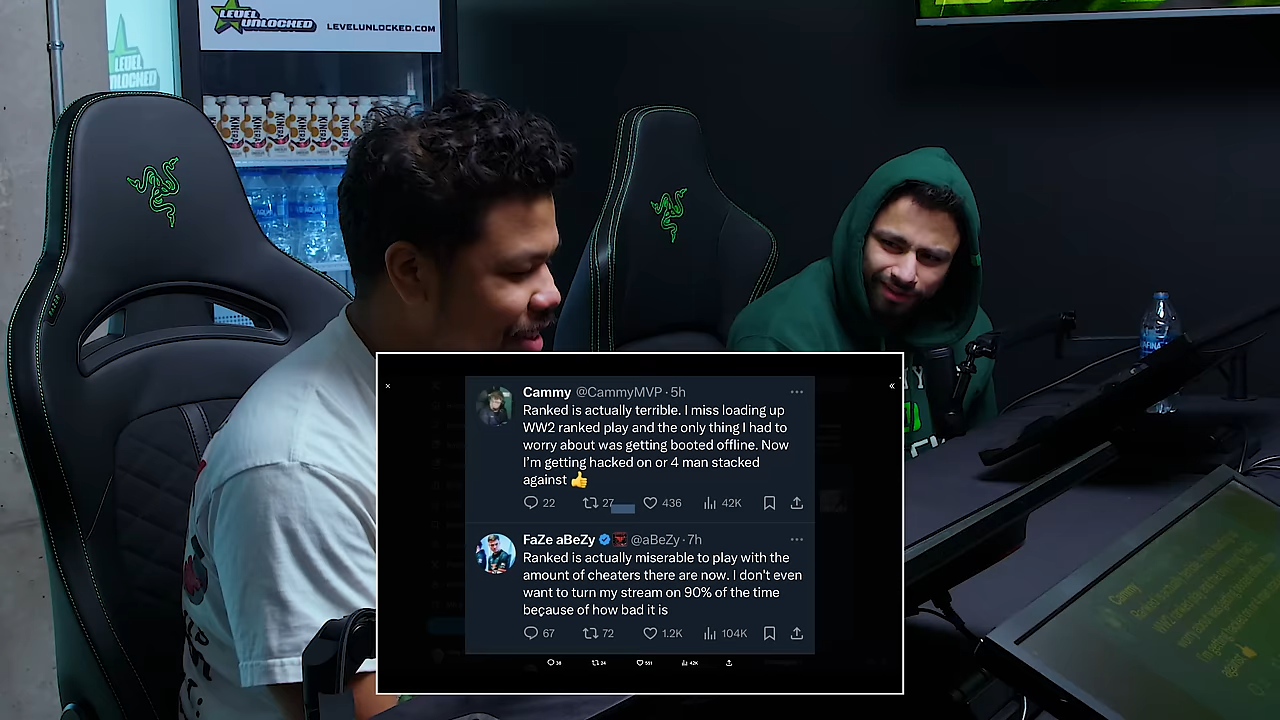 LEVEL
UNLOCKED
LEVELUNLOCKED.COM
LEVEL
UNLOCKED
Cammy @CammyMVP · 5h
Ranked is actually terrible. I miss loading up
WW2 ranked play and the only thing I had to
worry about was getting booted offline. Now
I'm getting hacked on or 4 man stacked
against 👍
22 27 436 42K
FaZe aBeZy @aBeZy · 7h
Ranked is actually miserable to play with the
amount of cheaters there are now. I don't even
want to turn my stream on 90% of the time
because of how bad it is
67 72 1.2K 104K